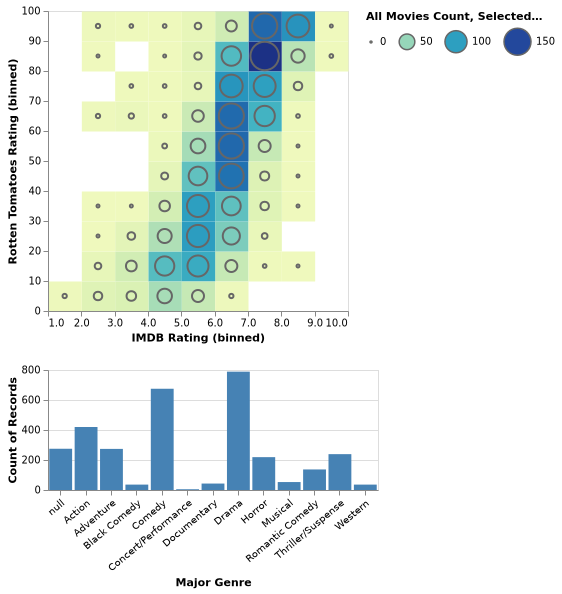 All Movies Count, Selected…
0 50 100 150
Rotten Tomatoes Rating (binned)
100
90
80
70
60
50
40
30
20
10
0
1.0 2.0 3.0 4.0 5.0 6.0 7.0 8.0 9.0 10.0
IMDB Rating (binned)
Count of Records
800
600
400
200
0
null Action Adventure Black Comedy Comedy Concert/Performance Documentary Drama Horror Musical Romantic Comedy Thriller/Suspense Western
Major Genre